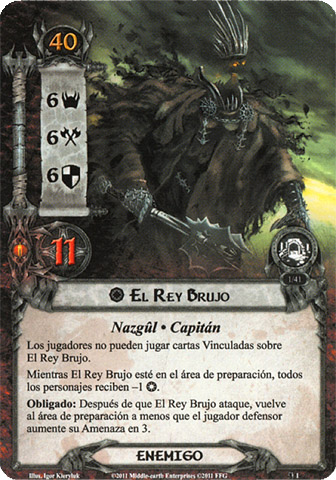 40
6
6
6
11
1/41
El Rey Brujo
Nazgûl • Capitán
Los jugadores no pueden jugar cartas Vinculadas sobre
El Rey Brujo.
Mientras El Rey Brujo esté en el área de preparación, todos
los personajes reciben –1
Obligado: Después de que El Rey Brujo ataque, vuelve
al área de preparación a menos que el jugador defensor
aumente su Amenaza en 3.
ENEMIGO
Illus. Igor Kieryluk ©2011 Middle-earth Enterprises ©2011 FFG